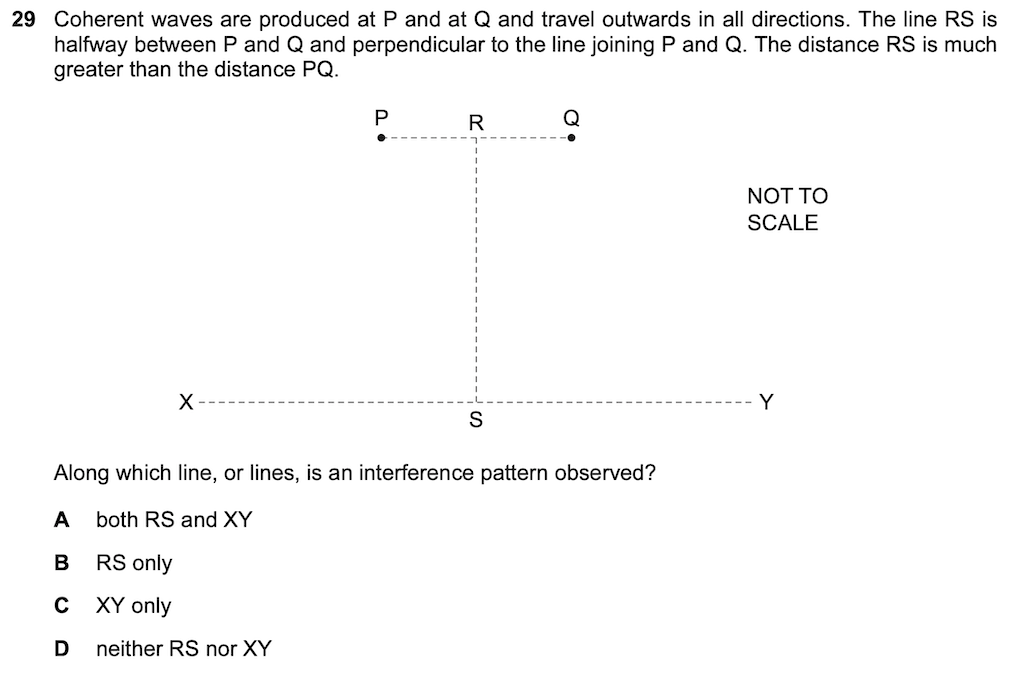 29 Coherent waves are produced at P and at Q and travel outwards in all directions. The line RS is
halfway between P and Q and perpendicular to the line joining P and Q. The distance RS is much
greater than the distance PQ.
P R Q
NOT TO
SCALE
X Y
S
Along which line, or lines, is an interference pattern observed?
A both RS and XY
B RS only
C XY only
D neither RS nor XY